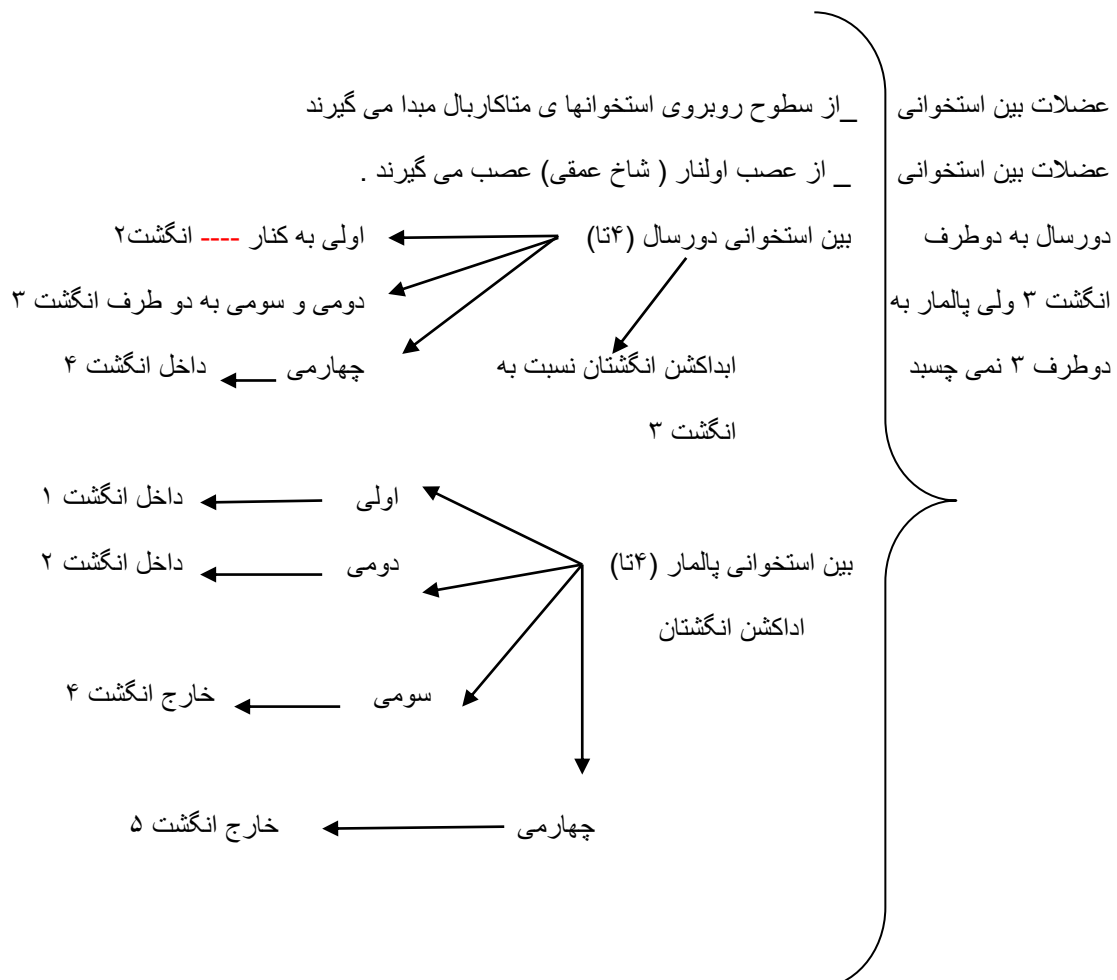 عضلات بین استخوانی _از سطوح روبروی استخوانها ی متاکاربال مبدا می گیرند
عضلات بین استخوانی _ از عصب اولنار ( شاخ عمقی) عصب می گیرند .
دورسال به دوطرف بین استخوانی دورسال (۴تا) اولی به کنار ---- انگشت۲
انگشت ۳ ولی پالمار به دومی و سومی به دو طرف انگشت ۳
دوطرف ۳ نمی چسبد ابداکشن انگشتان نسبت به چهارمی داخل انگشت ۴
انگشت ۳
اولی داخل انگشت ۱
بین استخوانی پالمار (۴تا) دومی داخل انگشت ۲
اداکشن انگشتان
سومی خارج انگشت ۴
چهارمی خارج انگشت ۵